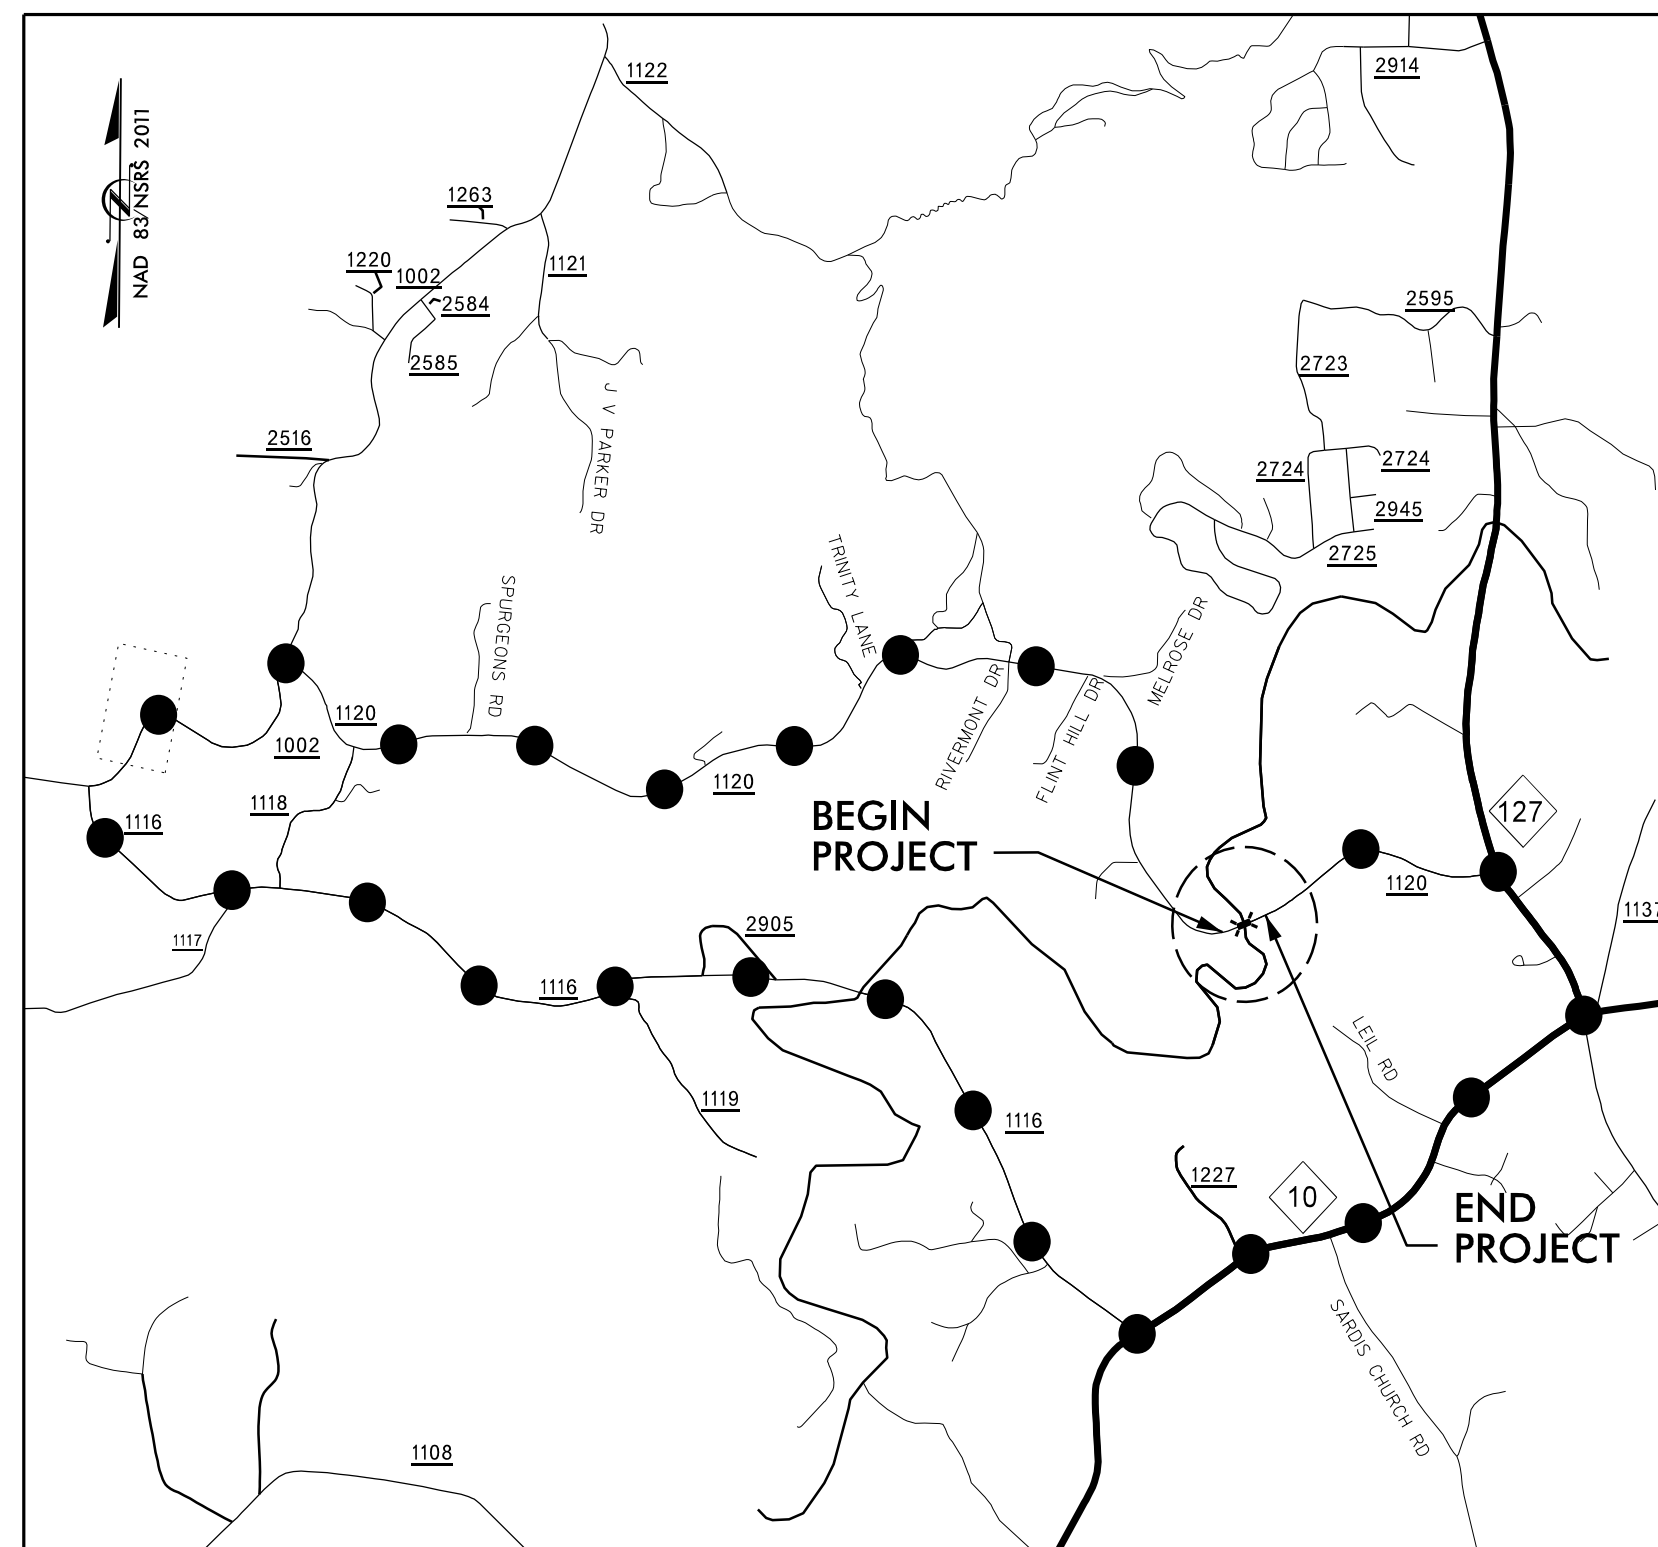 1122
2914
NAD 83/NSRS 2011
1263
1220
1002
1121
2584
2595
2585
2723
J V PARKER DR
2516
2724
2724
2945
2725
TRINITY LANE
SPURGEONS RD
MELROSE DR
RIVERMONT DR
FLINT HILL DR
1120
1002
1120
1118
1116
BEGIN
PROJECT
127
1120
1137
1117
2905
1116
LEIL RD
1119
1116
1227
10
END
PROJECT
SARDIS CHURCH RD
1108